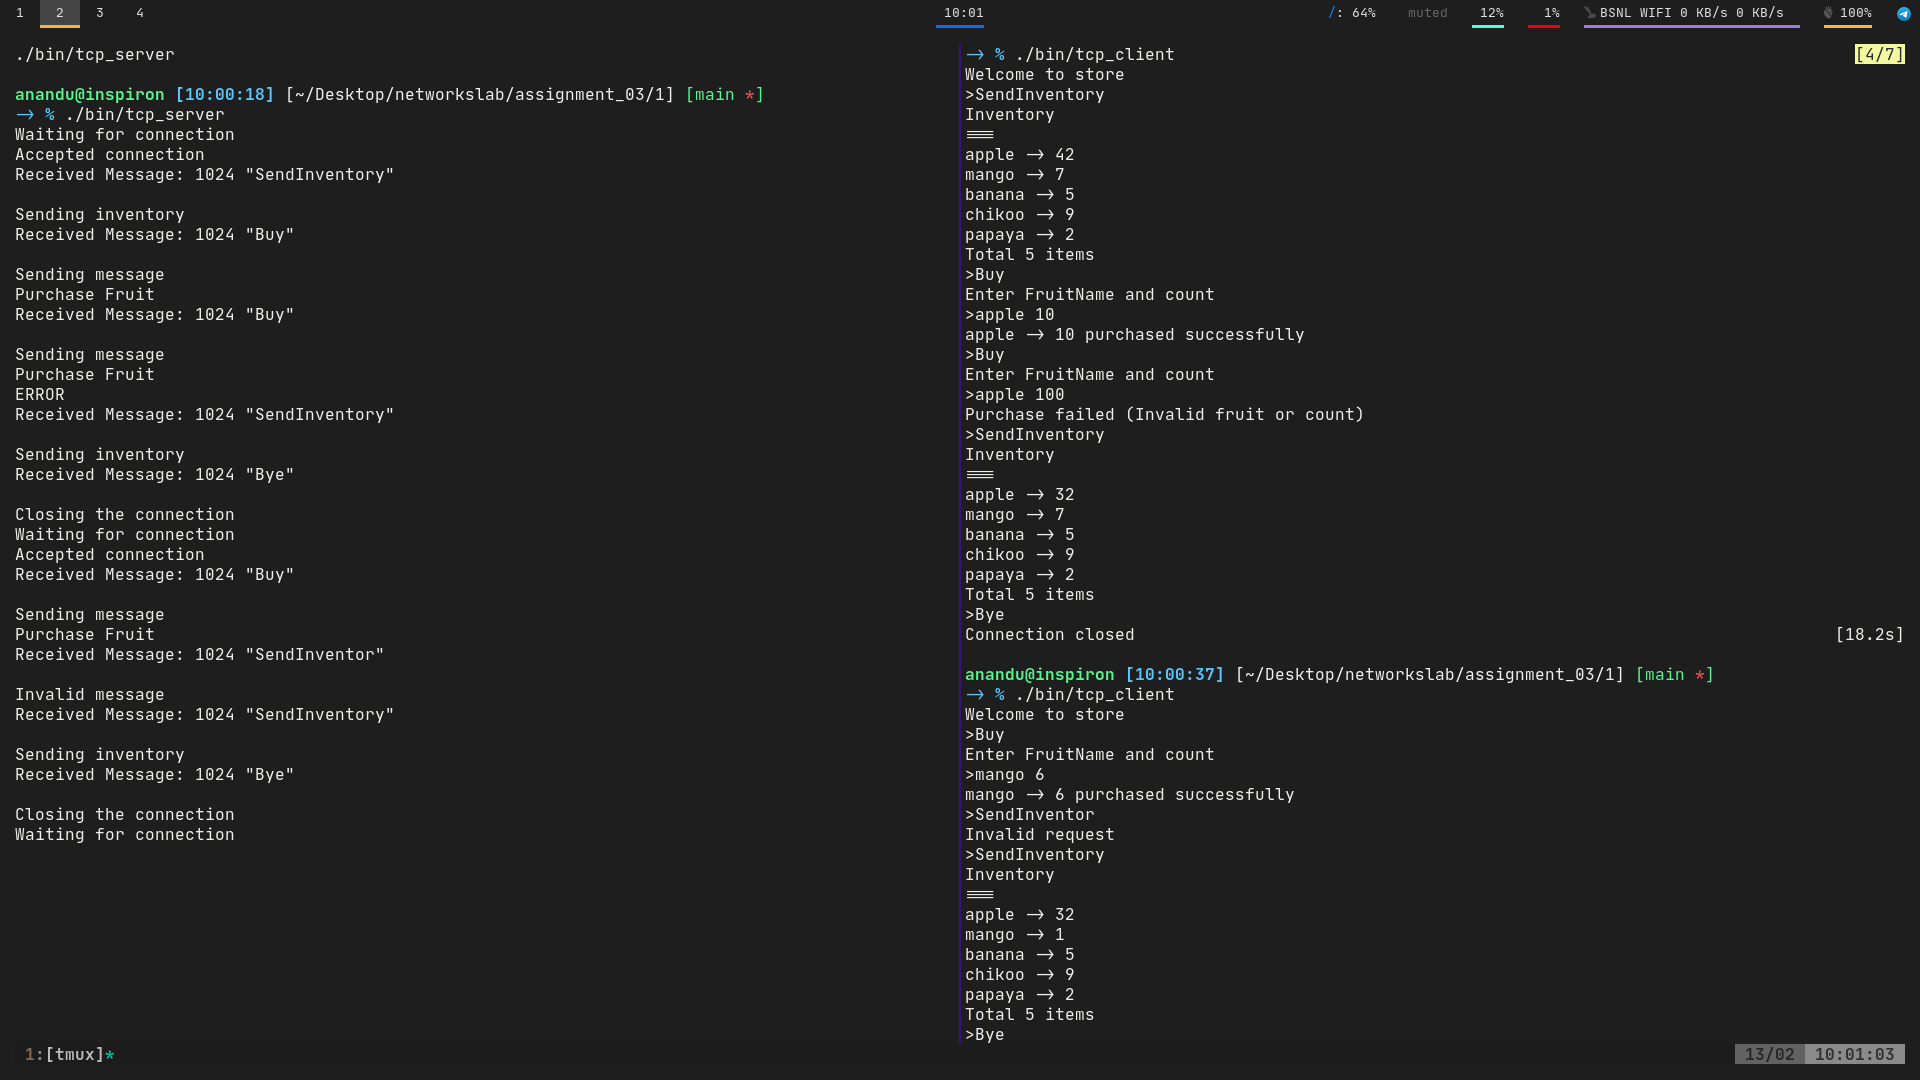 1 2 3 4 10:01 /: 64% muted 12% 1% BSNL WIFI 0 KB/s 0 KB/s 100%
./bin/tcp_server
anandu@inspiron [10:00:18] [~/Desktop/networkslab/assignment_03/1] [main *]
—> % ./bin/tcp_server
Waiting for connection
Accepted connection
Received Message: 1024 "SendInventory"
Sending inventory
Received Message: 1024 "Buy"
Sending message
Purchase Fruit
Received Message: 1024 "Buy"
Sending message
Purchase Fruit
ERROR
Received Message: 1024 "SendInventory"
Sending inventory
Received Message: 1024 "Bye"
Closing the connection
Waiting for connection
Accepted connection
Received Message: 1024 "Buy"
Sending message
Purchase Fruit
Received Message: 1024 "SendInventor"
Invalid message
Received Message: 1024 "SendInventory"
Sending inventory
Received Message: 1024 "Bye"
Closing the connection
Waiting for connection
—> % ./bin/tcp_client [4/7]
Welcome to store
>SendInventory
Inventory
===
apple —> 42
mango —> 7
banana —> 5
chikoo —> 9
papaya —> 2
Total 5 items
>Buy
Enter FruitName and count
>apple 10
apple —> 10 purchased successfully
>Buy
Enter FruitName and count
>apple 100
Purchase failed (Invalid fruit or count)
>SendInventory
Inventory
===
apple —> 32
mango —> 7
banana —> 5
chikoo —> 9
papaya —> 2
Total 5 items
>Bye
Connection closed [18.2s]
anandu@inspiron [10:00:37] [~/Desktop/networkslab/assignment_03/1] [main *]
—> % ./bin/tcp_client
Welcome to store
>Buy
Enter FruitName and count
>mango 6
mango —> 6 purchased successfully
>SendInventor
Invalid request
>SendInventory
Inventory
===
apple —> 32
mango —> 1
banana —> 5
chikoo —> 9
papaya —> 2
Total 5 items
>Bye
1:[tmux]* 13/02 10:01:03